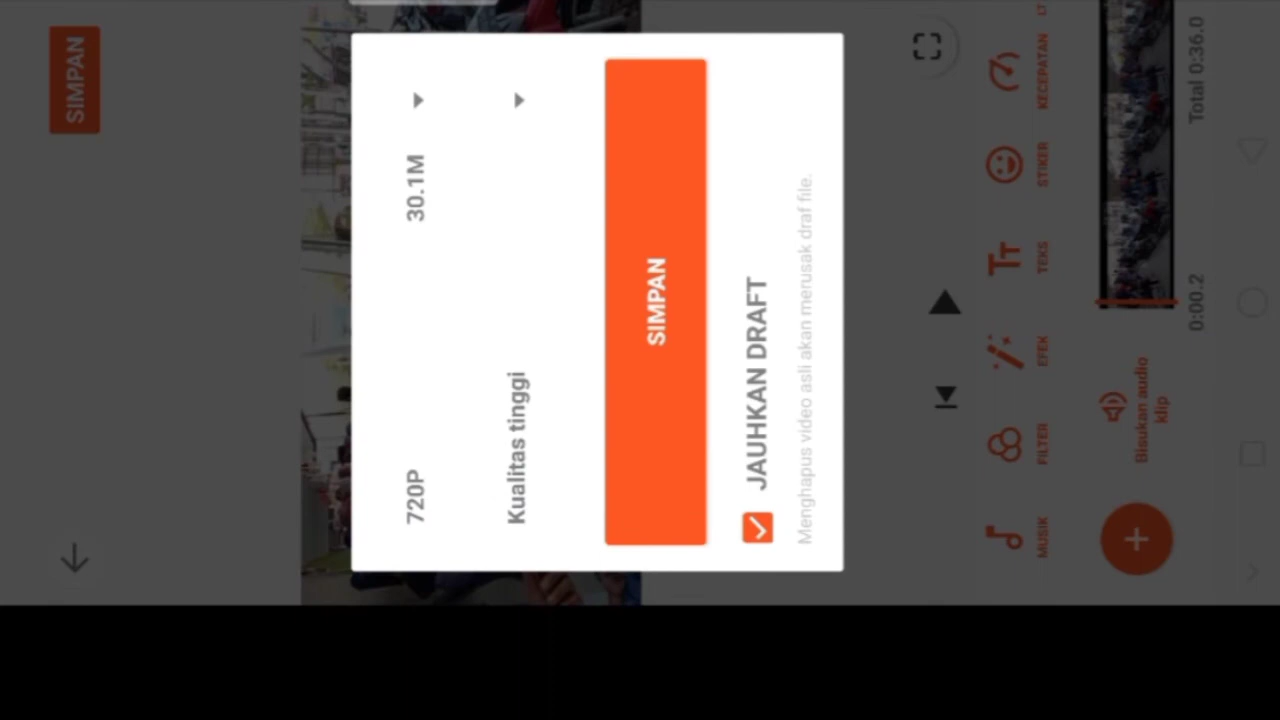 SIMPAN
720P 30.1M
Kualitas tinggi
SIMPAN
JAUHKAN DRAFT
Menghapus video asli akan merusak draf file.
MUSIK FILTER EFEK TEKS STIKER KECEPATAN LT
Bisukan audio
klip
0:00.2 Total 0:36.0